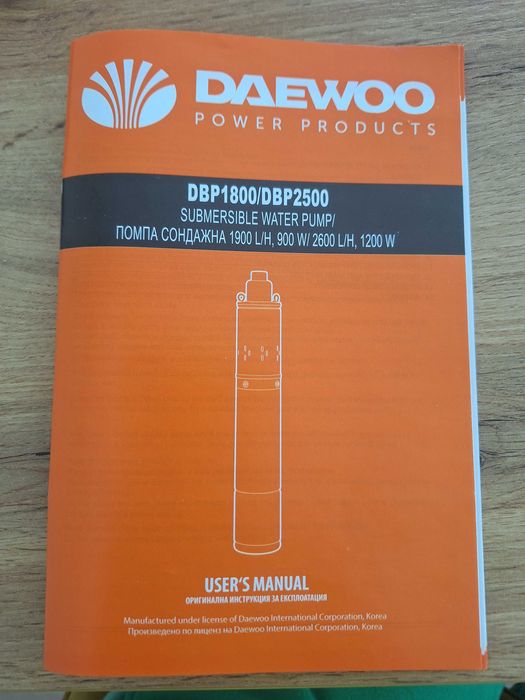 DAEWOO
POWER PRODUCTS
DBP1800/DBP2500
SUBMERSIBLE WATER PUMP/
ПОМПА СОНДАЖНА 1900 L/H, 900 W/ 2600 L/H, 1200 W
USER'S MANUAL
ОРИГИНАЛНА ИНСТРУКЦИЯ ЗА ЕКСПЛОАТАЦИЯ
Manufactured under license of Daewoo International Corporation, Korea
Произведено по лиценз на Daewoo International Corporation, Korea